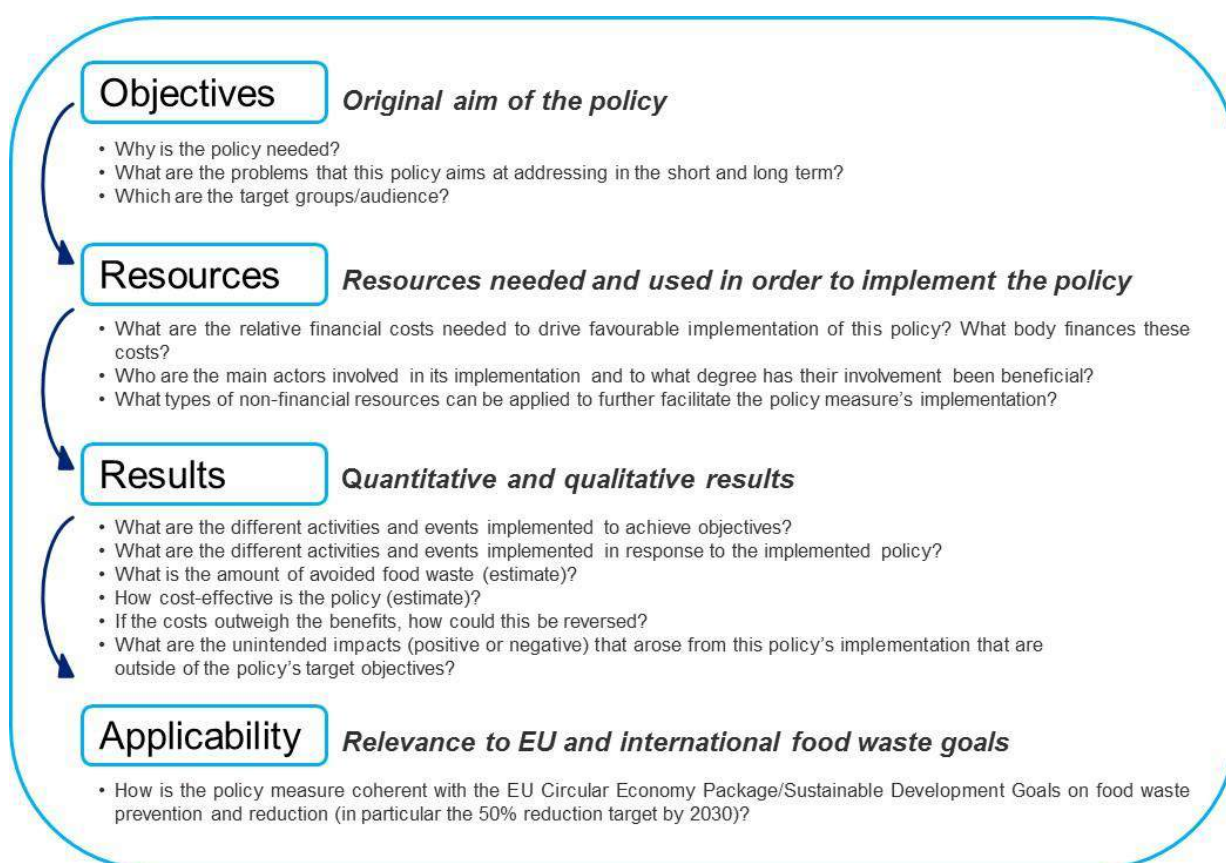 Objectives
Original aim of the policy
• Why is the policy needed?
• What are the problems that this policy aims at addressing in the short and long term?
• Which are the target groups/audience?
Resources
Resources needed and used in order to implement the policy
• What are the relative financial costs needed to drive favourable implementation of this policy? What body finances these
costs?
• Who are the main actors involved in its implementation and to what degree has their involvement been beneficial?
• What types of non-financial resources can be applied to further facilitate the policy measure's implementation?
Results
Quantitative and qualitative results
• What are the different activities and events implemented to achieve objectives?
• What are the different activities and events implemented in response to the implemented policy?
• What is the amount of avoided food waste (estimate)?
• How cost-effective is the policy (estimate)?
• If the costs outweigh the benefits, how could this be reversed?
• What are the unintended impacts (positive or negative) that arose from this policy's implementation that are
outside of the policy's target objectives?
Applicability
Relevance to EU and international food waste goals
• How is the policy measure coherent with the EU Circular Economy Package/Sustainable Development Goals on food waste
prevention and reduction (in particular the 50% reduction target by 2030)?